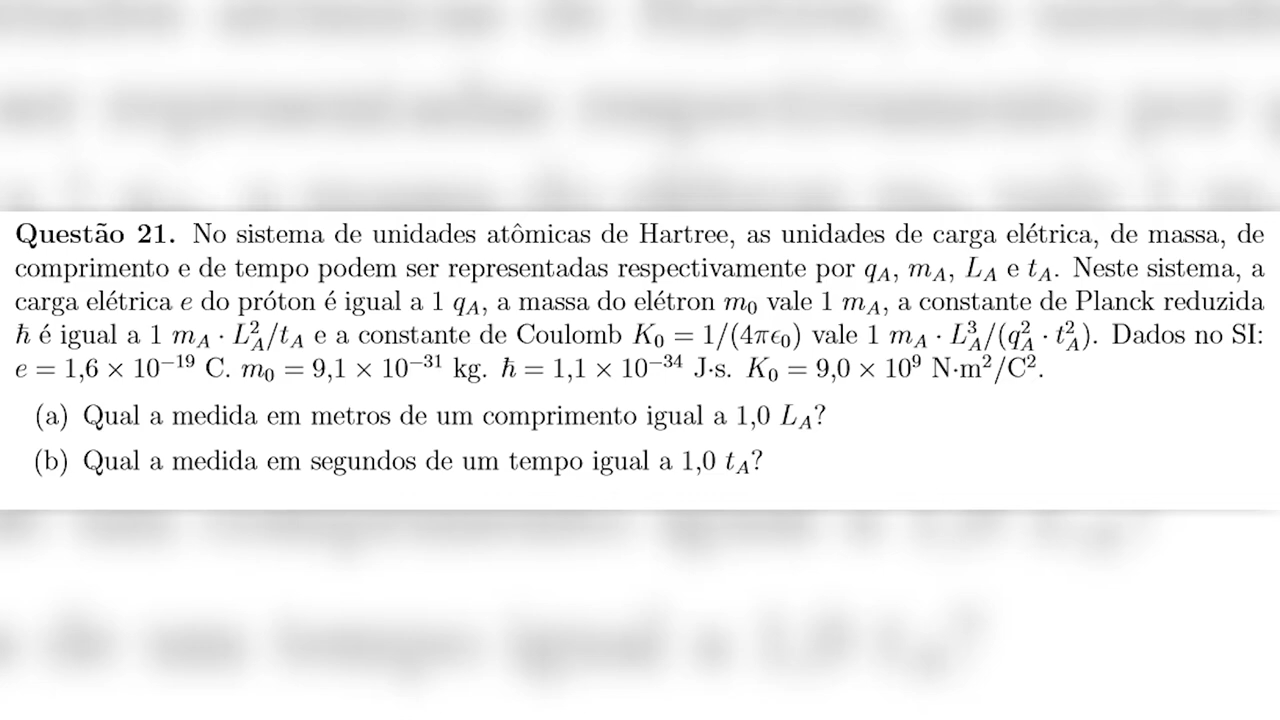 Questão 21. No sistema de unidades atômicas de Hartree, as unidades de carga elétrica, de massa, de
comprimento e de tempo podem ser representadas respectivamente por q_A, m_A, L_A e t_A. Neste sistema, a
carga elétrica e do próton é igual a 1 q_A, a massa do elétron m_0 vale 1 m_A, a constante de Planck reduzida
ħ é igual a 1 m_A · L_A^2/t_A e a constante de Coulomb K_0 = 1/(4πϵ_0) vale 1 m_A · L_A^3/(q_A^2 · t_A^2). Dados no SI:
e = 1,6 × 10^−19 C. m_0 = 9,1 × 10^−31 kg. ħ = 1,1 × 10^−34 J·s. K_0 = 9,0 × 10^9 N·m^2/C^2.
(a) Qual a medida em metros de um comprimento igual a 1,0 L_A?
(b) Qual a medida em segundos de um tempo igual a 1,0 t_A?